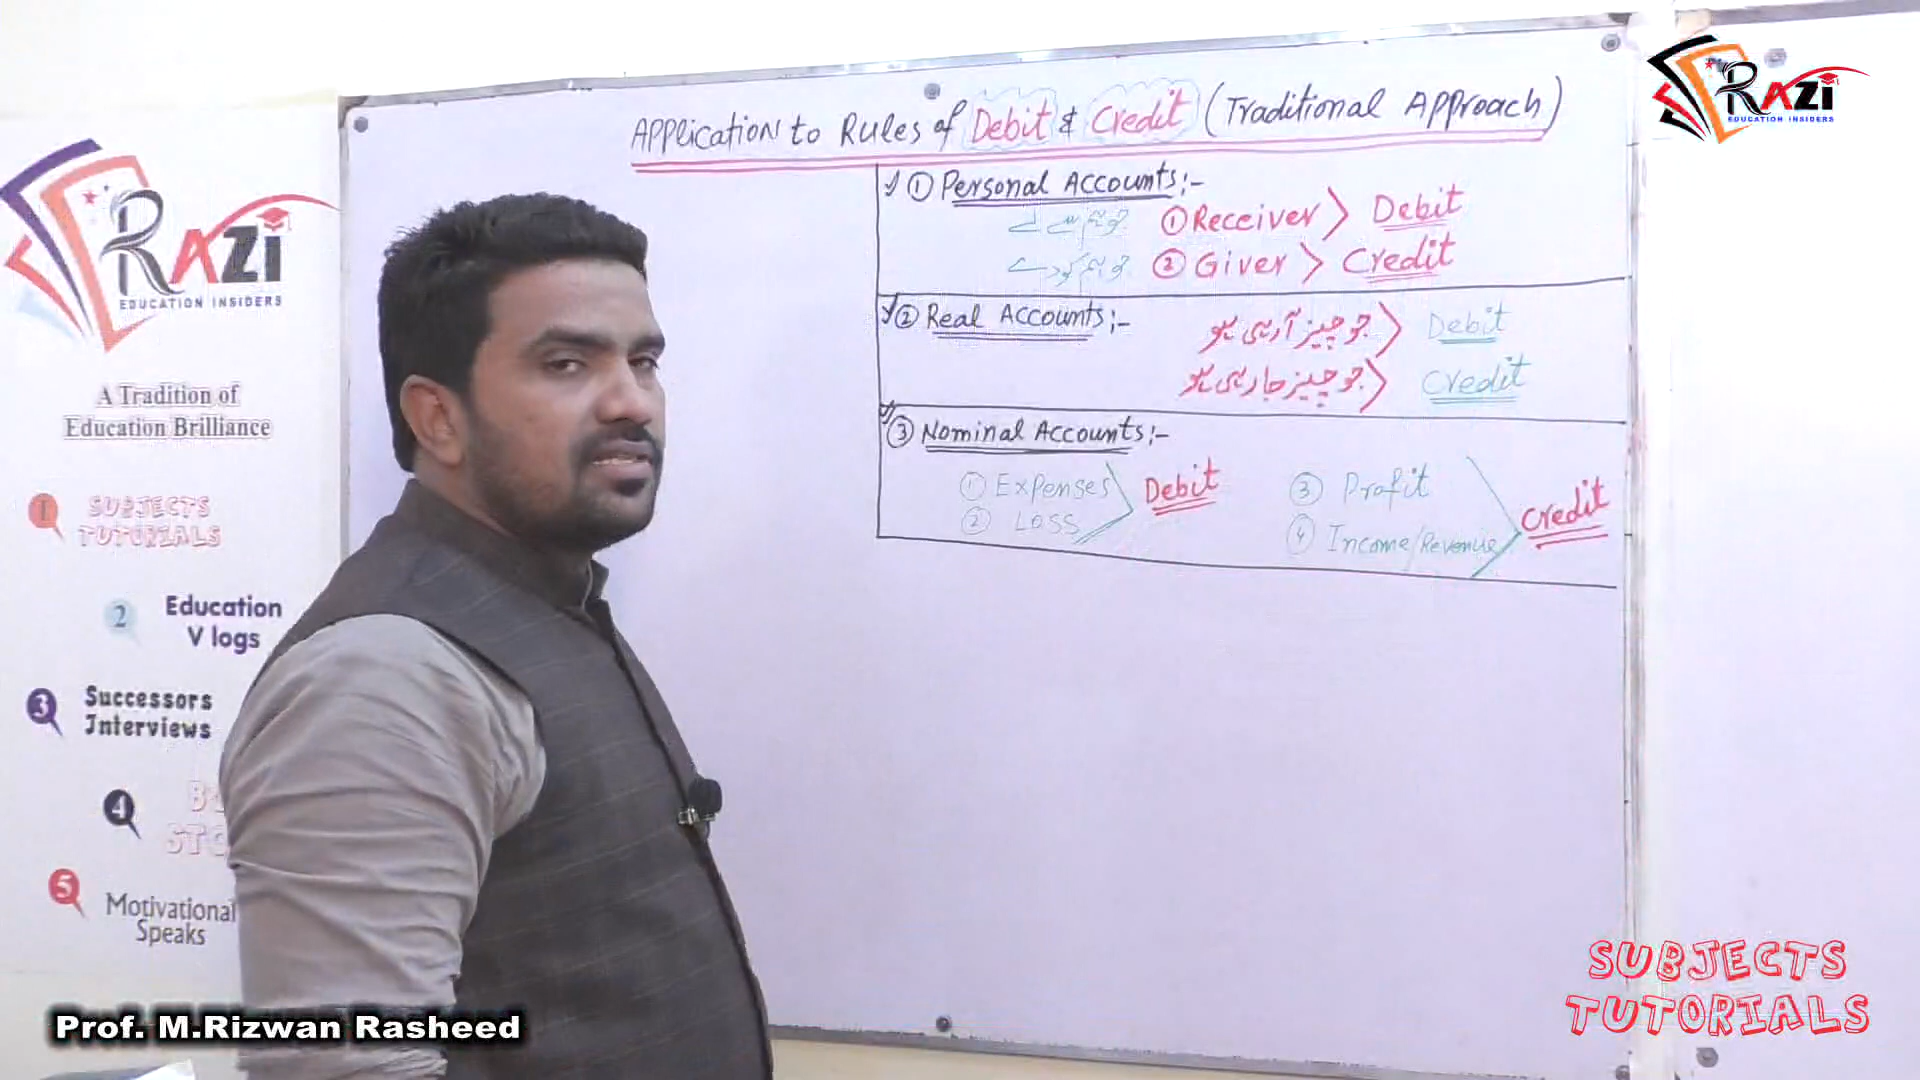 APPLICATION to RULES of Debit & Credit (Traditional Approach)
① Personal Accounts:-
① Receiver > Debit
② Giver > Credit
② Real Accounts:-
جو چیز آ رہی ہو > Debit
جو چیز جا رہی ہو > Credit
③ Nominal Accounts:-
① Expenses
② Loss
Debit
③ Profit
④ Income/Revenue
Credit
RAZI
EDUCATION INSIDERS
A Tradition of
Education Brilliance
1 SUBJECTS
TUTORIALS
2 Education
V logs
3 Successors
Interviews
4
5 Motivational
Speaks
Prof. M.Rizwan Rasheed
RAZI
EDUCATION INSIDERS
SUBJECTS
TUTORIALS